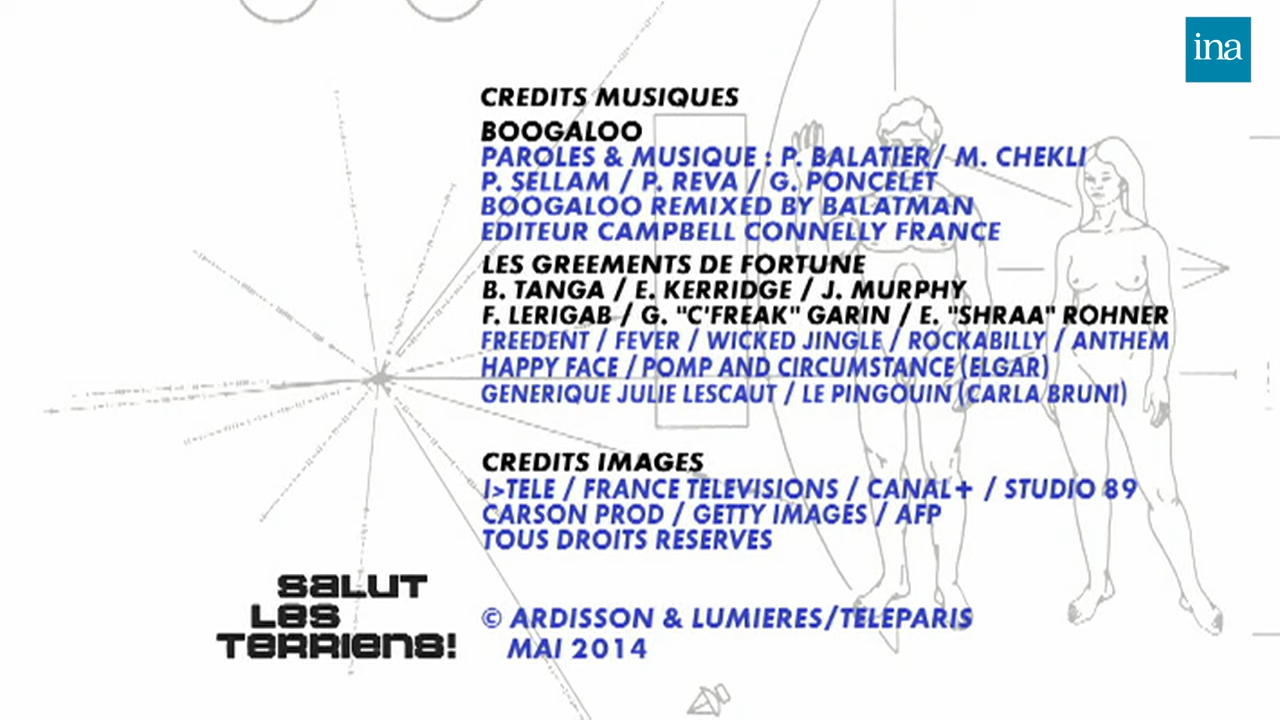 ina
CREDITS MUSIQUES
BOOGALOO
PAROLES & MUSIQUE : P. BALATIER/ M. CHEKLI
P. SELLAM / P. REVA / G. PONCELET
BOOGALOO REMIXED BY BALATMAN
EDITEUR CAMPBELL CONNELLY FRANCE
LES GREEMENTS DE FORTUNE
B. TANGA / E. KERRIDGE / J. MURPHY
F. LERIGAB / G. "C'FREAK" GARIN / E. "SHRAA" ROHNER
FREEDENT / FEVER / WICKED JINGLE / ROCKABILLY / ANTHEM
HAPPY FACE / POMP AND CIRCUMSTANCE (ELGAR)
GENERIQUE JULIE LESCAUT / LE PINGOUIN (CARLA BRUNI)
CREDITS IMAGES
I>TELE / FRANCE TELEVISIONS / CANAL+ / STUDIO 89
CARSON PROD / GETTY IMAGES / AFP
TOUS DROITS RESERVES
SALUT
LES
TERRIENS!
© ARDISSON & LUMIERES/TELEPARIS
MAI 2014